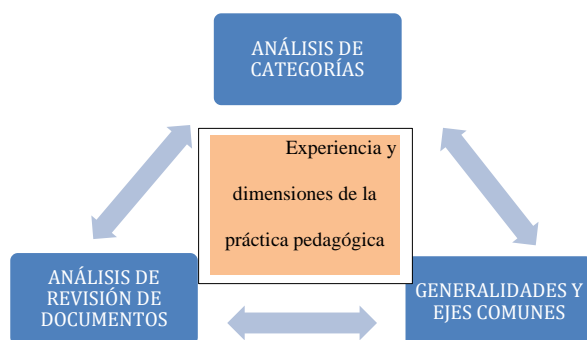 ANÁLISIS DE
CATEGORÍAS
Experiencia y
dimensiones de la
práctica pedagógica
ANÁLISIS DE
REVISIÓN DE
DOCUMENTOS
GENERALIDADES Y
EJES COMUNES